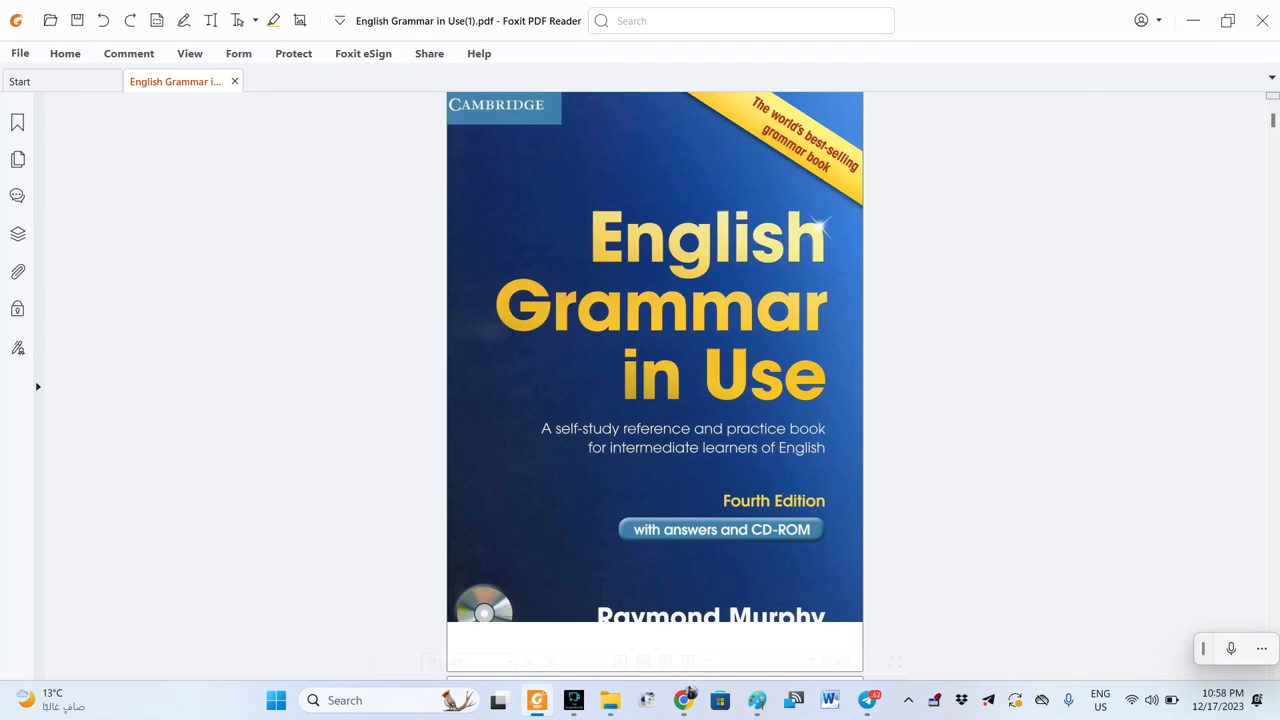 English Grammar in Use(1).pdf - Foxit PDF Reader
Search
File Home Comment View Form Protect Foxit eSign Share Help
Start
English Grammar i...
CAMBRIDGE
The world's best-selling
grammar book
English
Grammar
in Use
A self-study reference and practice book
for intermediate learners of English
Fourth Edition
with answers and CD-ROM
Raymond Murphy
13°C
صافٍ غالبًا
Search
62
ENG
US
10:58 PM
12/17/2023